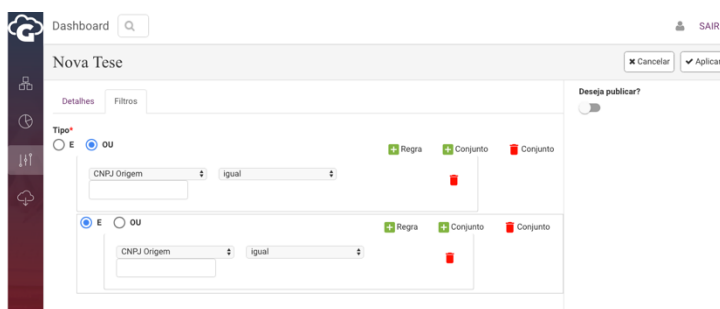 Dashboard
SAIR
Nova Tese
Cancelar
Aplicar
Detalhes
Filtros
Deseja publicar?
Tipo*
E
OU
Regra
Conjunto
Conjunto
CNPJ Origem
igual
E
OU
Regra
Conjunto
Conjunto
CNPJ Origem
igual